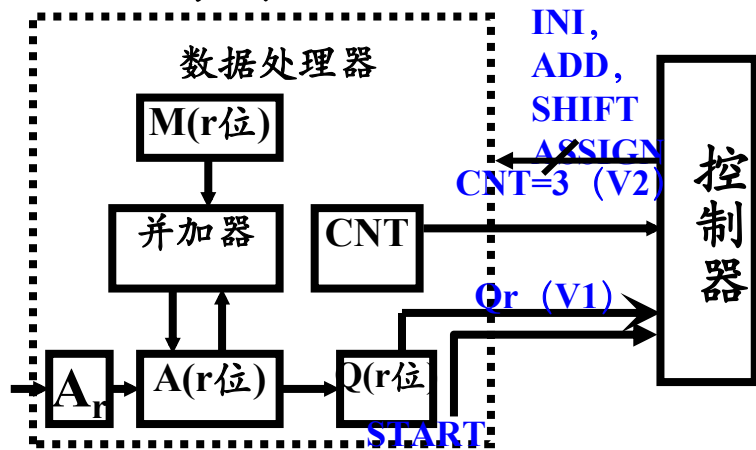 INI,
ADD,
SHIFT
ASSIGN
数据处理器
M(r位)
CNT=3（V2）
控制器
并加器
CNT
Qr（V1）
Ar
A(r位)
Q(r位)
START